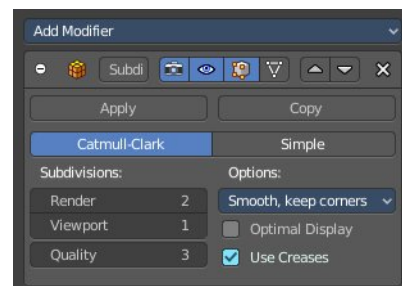 Add Modifier
Subdi
Apply Copy
Catmull-Clark Simple
Subdivisions: Options:
Render 2 Smooth, keep corners
Viewport 1 Optimal Display
Quality 3 Use Creases